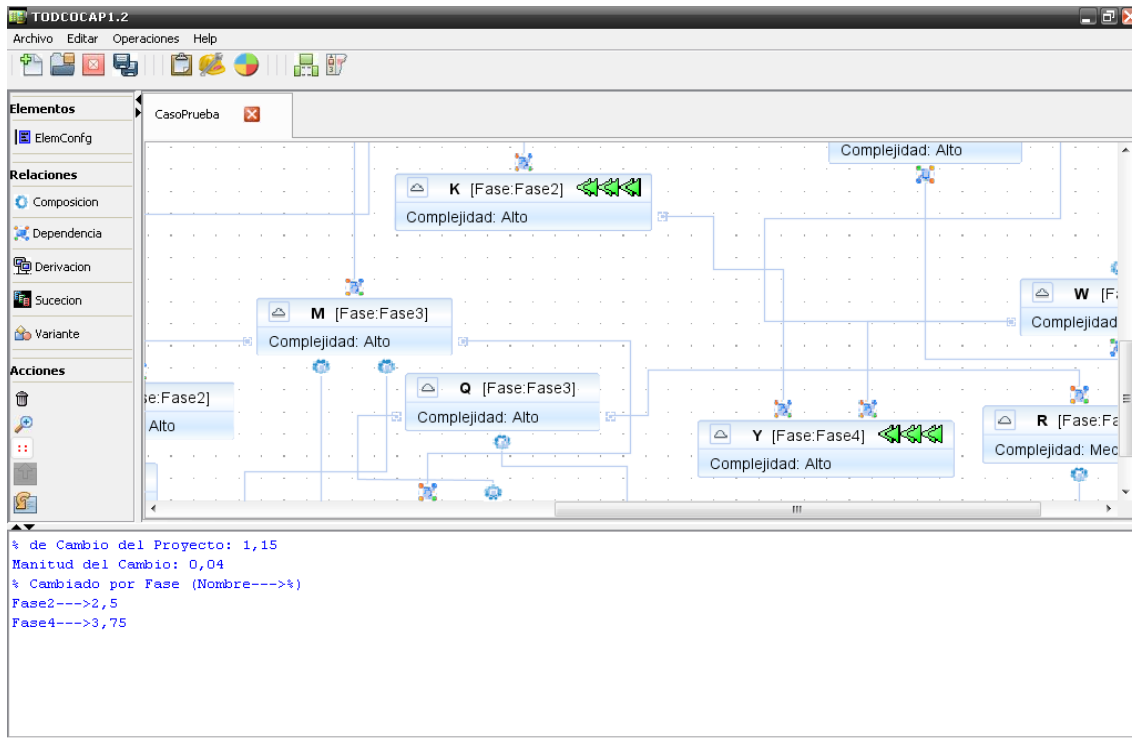 TODCOCAP1.2
Archivo Editar Operaciones Help
Elementos
ElemConfg
Relaciones
Composicion
Dependencia
Derivacion
Sucecion
Variante
Acciones
CasoPrueba
Complejidad: Alto
K [Fase:Fase2]
Complejidad: Alto
M [Fase:Fase3]
Complejidad: Alto
W [Fa
Complejidad
se:Fase2]
Alto
Q [Fase:Fase3]
Complejidad: Alto
Y [Fase:Fase4]
Complejidad: Alto
R [Fase:Fa
Complejidad: Med
% de Cambio del Proyecto: 1,15
Manitud del Cambio: 0,04
% Cambiado por Fase (Nombre--->%)
Fase2--->2,5
Fase4--->3,75